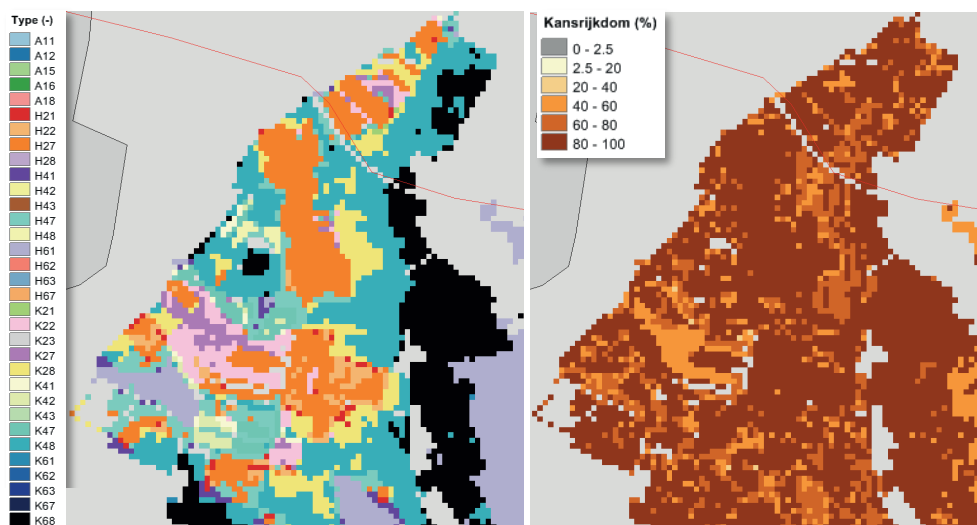 Type (-)
A11
A12
A15
A16
A18
H21
H22
H27
H28
H41
H42
H43
H47
H48
H61
H62
H63
H67
K21
K22
K23
K27
K28
K41
K42
K43
K47
K48
K61
K62
K63
K67
K68
Kansrijkdom (%)
0 - 2.5
2.5 - 20
20 - 40
40 - 60
60 - 80
80 - 100